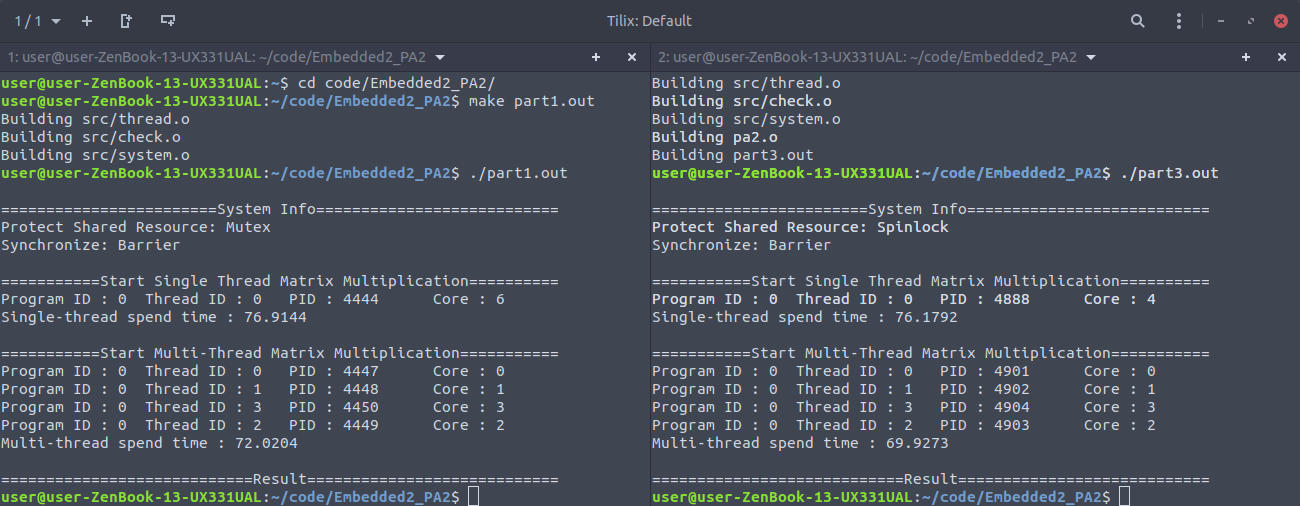 1 / 1
Tilix: Default
1: user@user-ZenBook-13-UX331UAL: ~/code/Embedded2_PA2
user@user-ZenBook-13-UX331UAL:~$ cd code/Embedded2_PA2/
user@user-ZenBook-13-UX331UAL:~/code/Embedded2_PA2$ make part1.out
Building src/thread.o
Building src/check.o
Building src/system.o
user@user-ZenBook-13-UX331UAL:~/code/Embedded2_PA2$ ./part1.out
========================System Info===========================
Protect Shared Resource: Mutex
Synchronize: Barrier
===========Start Single Thread Matrix Multiplication==========
Program ID : 0  Thread ID : 0   PID : 4444      Core : 6
Single-thread spend time : 76.9144
===========Start Multi-Thread Matrix Multiplication===========
Program ID : 0  Thread ID : 0   PID : 4447      Core : 0
Program ID : 0  Thread ID : 1   PID : 4448      Core : 1
Program ID : 0  Thread ID : 3   PID : 4450      Core : 3
Program ID : 0  Thread ID : 2   PID : 4449      Core : 2
Multi-thread spend time : 72.0204
============================Result============================
user@user-ZenBook-13-UX331UAL:~/code/Embedded2_PA2$
2: user@user-ZenBook-13-UX331UAL: ~/code/Embedded2_PA2
Building src/thread.o
Building src/check.o
Building src/system.o
Building pa2.o
Building part3.out
user@user-ZenBook-13-UX331UAL:~/code/Embedded2_PA2$ ./part3.out
========================System Info===========================
Protect Shared Resource: Spinlock
Synchronize: Barrier
===========Start Single Thread Matrix Multiplication==========
Program ID : 0  Thread ID : 0   PID : 4888      Core : 4
Single-thread spend time : 76.1792
===========Start Multi-Thread Matrix Multiplication===========
Program ID : 0  Thread ID : 0   PID : 4901      Core : 0
Program ID : 0  Thread ID : 1   PID : 4902      Core : 1
Program ID : 0  Thread ID : 3   PID : 4904      Core : 3
Program ID : 0  Thread ID : 2   PID : 4903      Core : 2
Multi-thread spend time : 69.9273
============================Result============================
user@user-ZenBook-13-UX331UAL:~/code/Embedded2_PA2$